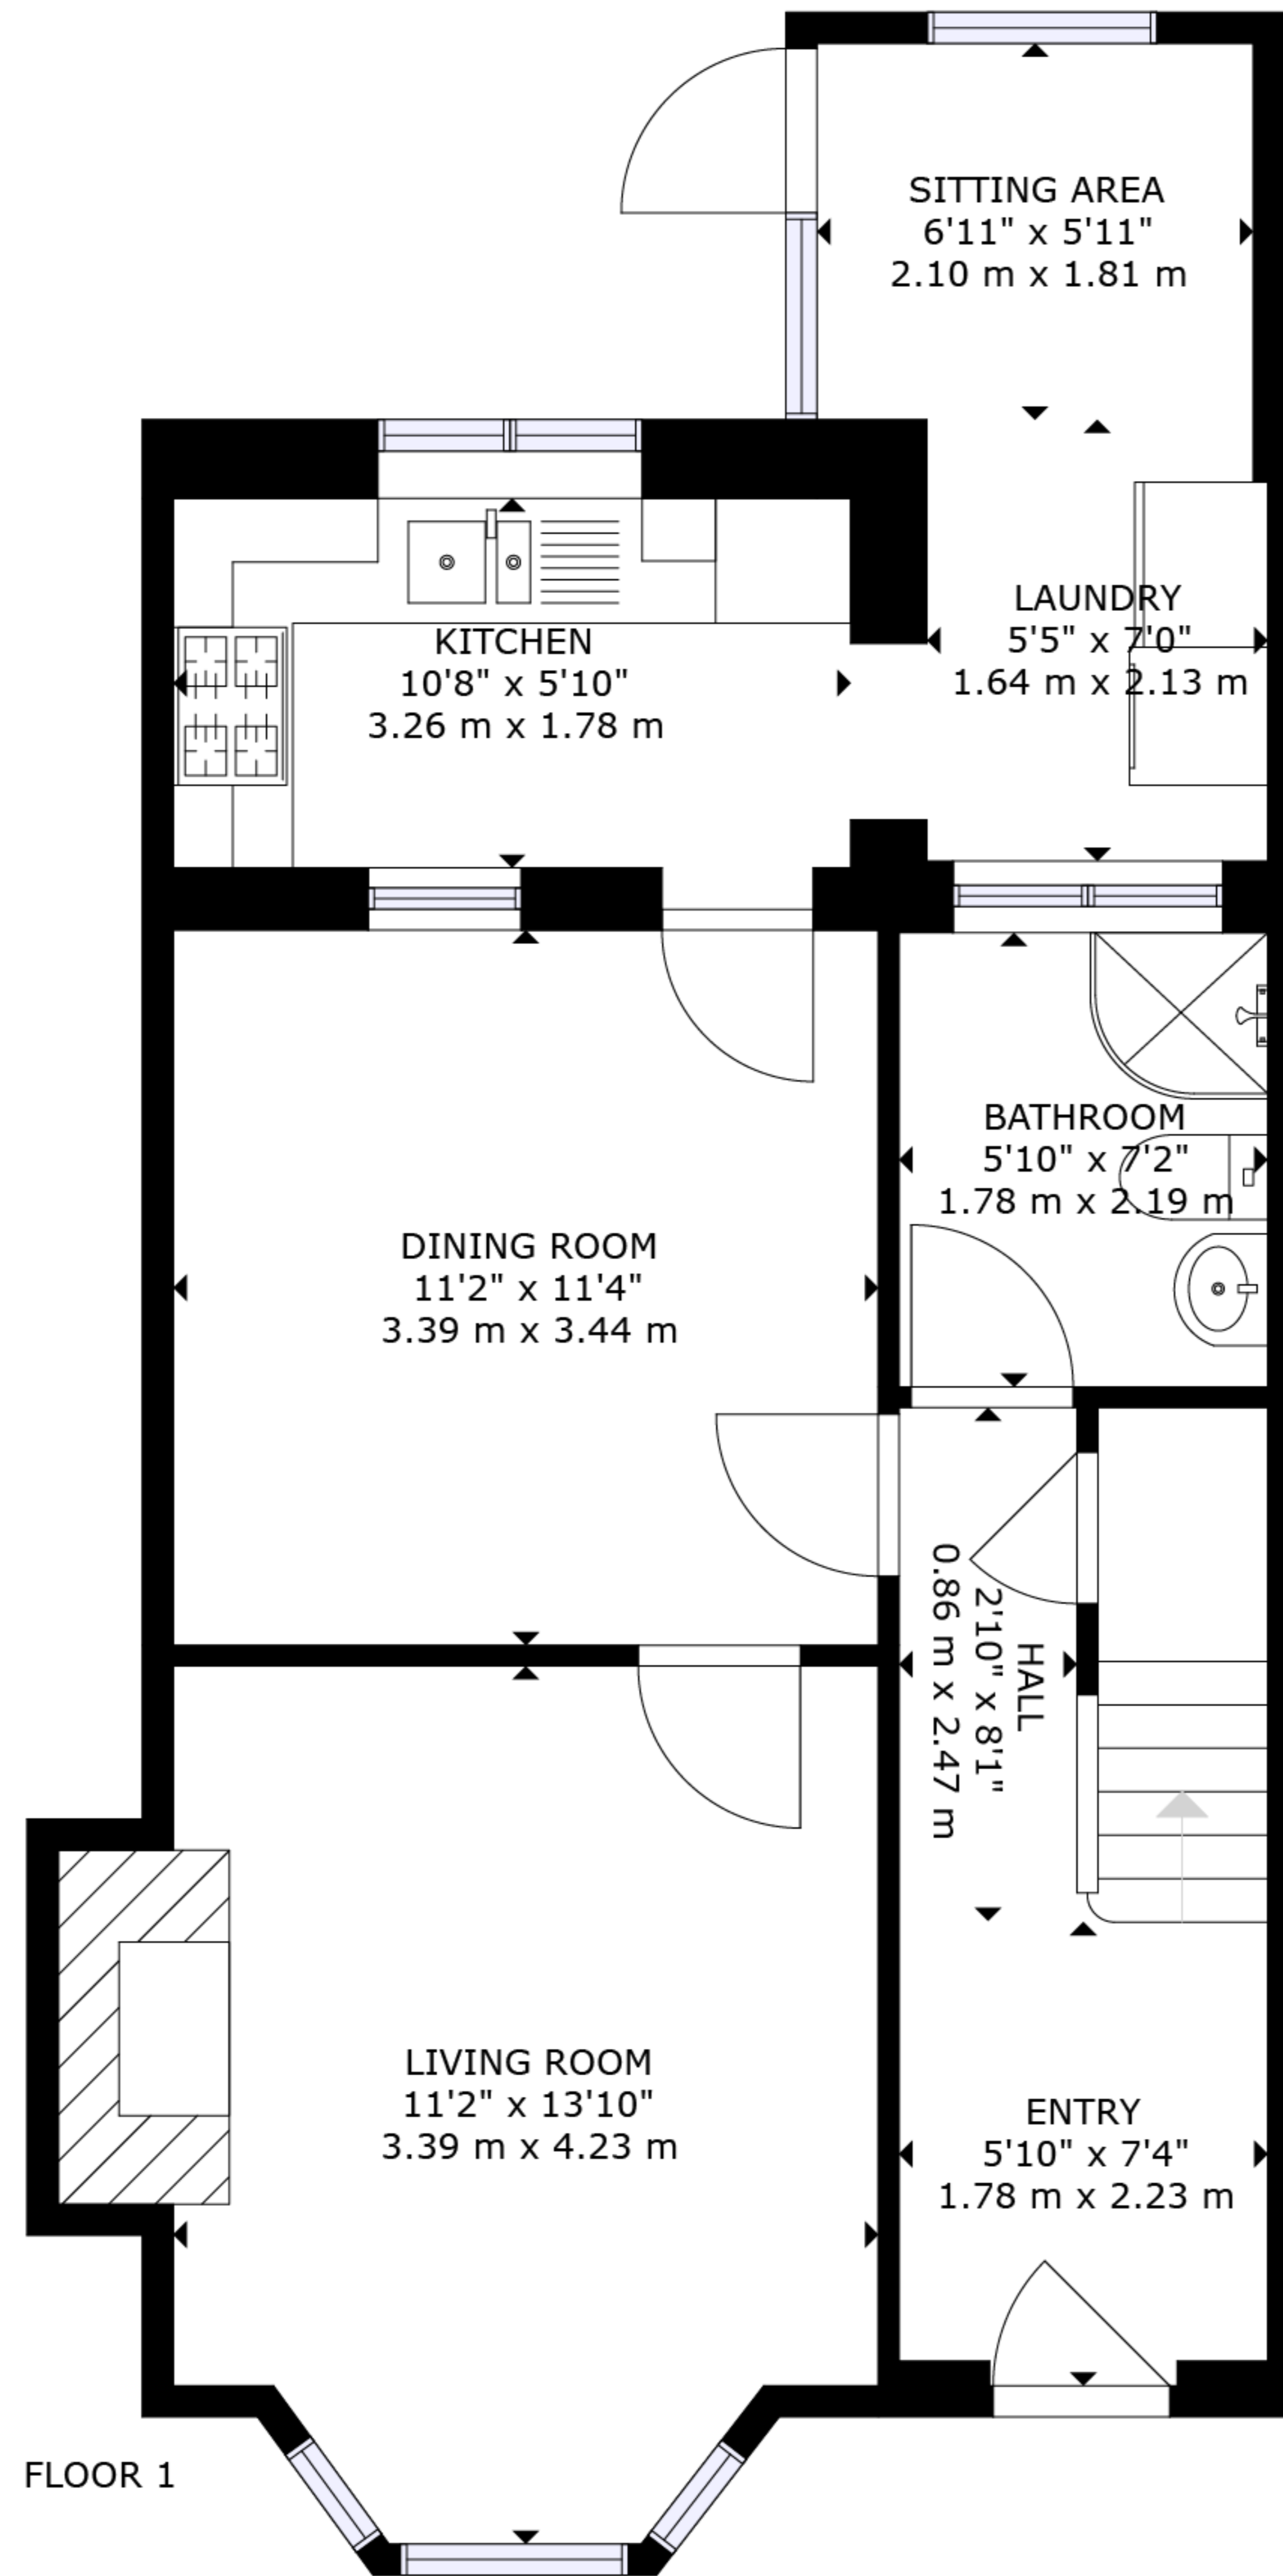 SITTING AREA
6'11" x 5'11"
2.10 m x 1.81 m
LAUNDRY
5'5" x 7'0"
1.64 m x 2.13 m
KITCHEN
10'8" x 5'10"
3.26 m x 1.78 m
BATHROOM
5'10" x 7'2"
1.78 m x 2.19 m
DINING ROOM
11'2" x 11'4"
3.39 m x 3.44 m
HALL
2'10" x 8'1"
0.86 m x 2.47 m
LIVING ROOM
11'2" x 13'10"
3.39 m x 4.23 m
ENTRY
5'10" x 7'4"
1.78 m x 2.23 m
FLOOR 1